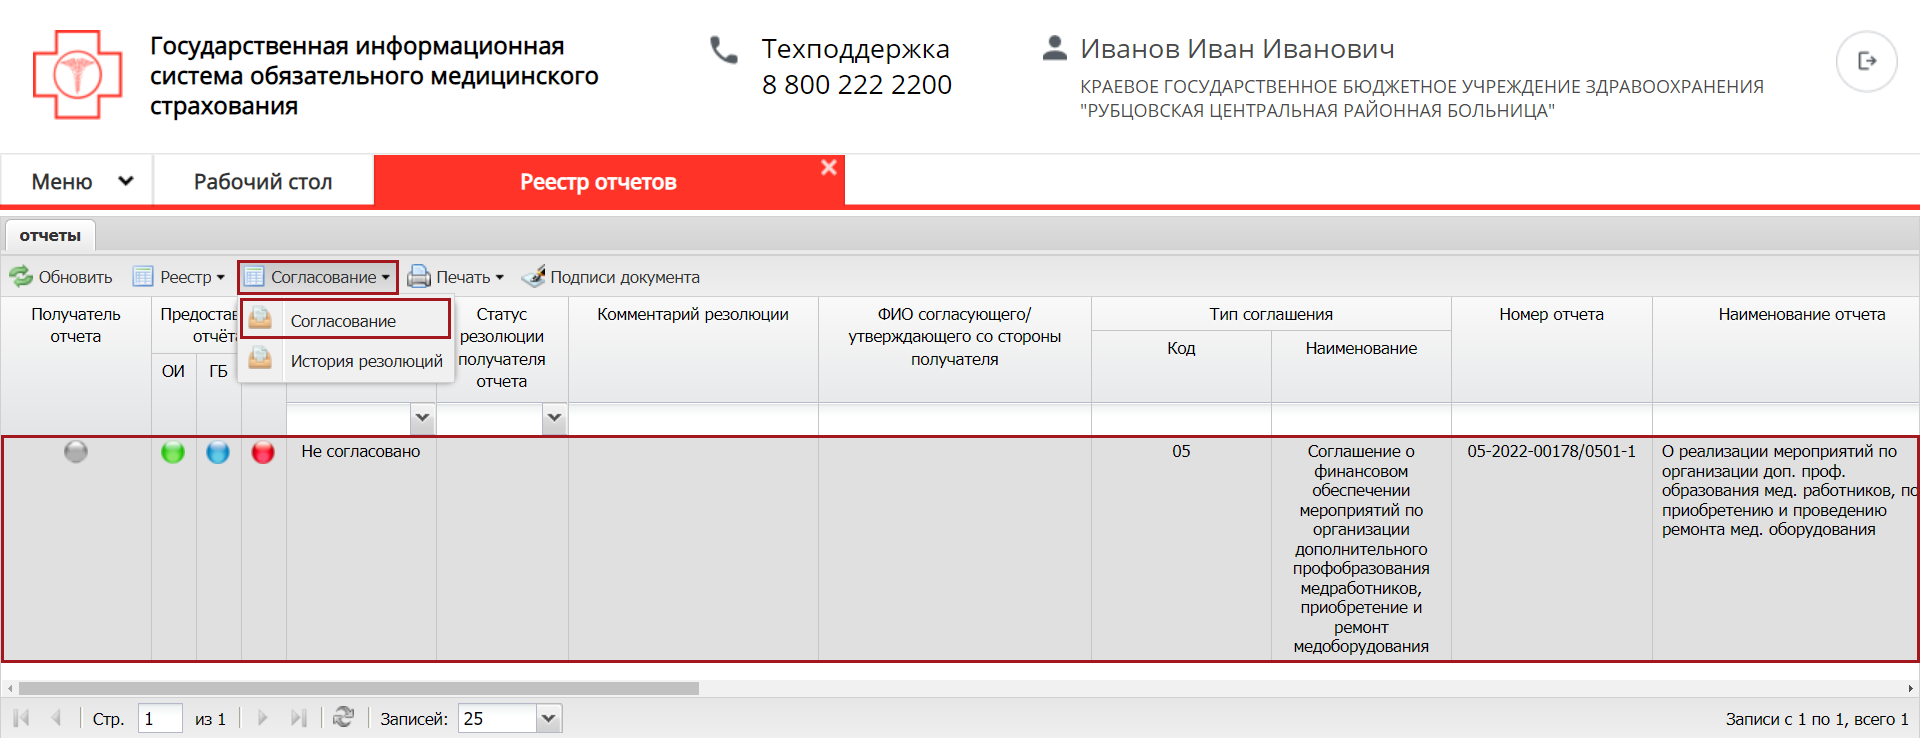 Государственная информационная
система обязательного медицинского
страхования
Техподдержка
8 800 222 2200
Иванов Иван Иванович
КРАЕВОЕ ГОСУДАРСТВЕННОЕ БЮДЖЕТНОЕ УЧРЕЖДЕНИЕ ЗДРАВООХРАНЕНИЯ
"РУБЦОВСКАЯ ЦЕНТРАЛЬНАЯ РАЙОННАЯ БОЛЬНИЦА"
Меню
Рабочий стол
Реестр отчетов
отчеты
Обновить
Реестр
Согласование
Печать
Подписи документа
Согласование
История резолюций
Получатель
отчета
ОИ
ГБ
Статус
резолюции
получателя
отчета
Комментарий резолюции
ФИО согласующего/
утверждающего со стороны
получателя
Тип соглашения
Код
Наименование
Номер отчета
Наименование отчета
Не согласовано
05
Соглашение о
финансовом
обеспечении
мероприятий по
организации
дополнительного
профобразования
медработников,
приобретение и
ремонт
медоборудования
05-2022-00178/0501-1
О реализации мероприятий по
организации доп. проф.
образования мед. работников, по
приобретению и проведению
ремонта мед. оборудования
Стр.
1
из 1
Записей:
25
Записи с 1 по 1, всего 1